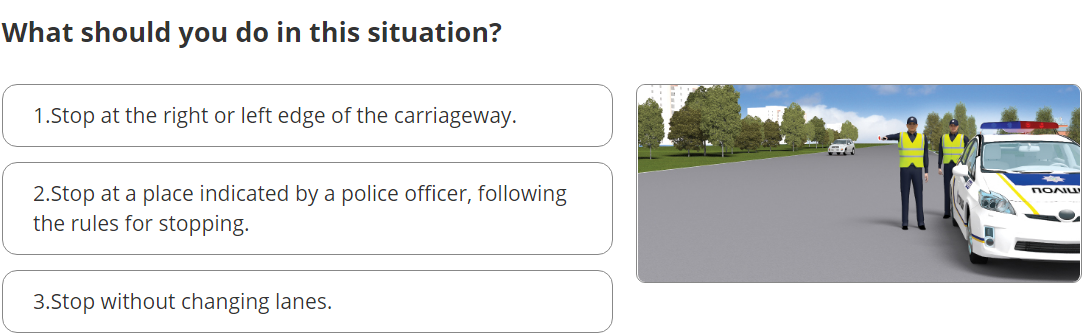 What should you do in this situation?
1.Stop at the right or left edge of the carriageway.
2.Stop at a place indicated by a police officer, following
the rules for stopping.
3.Stop without changing lanes.